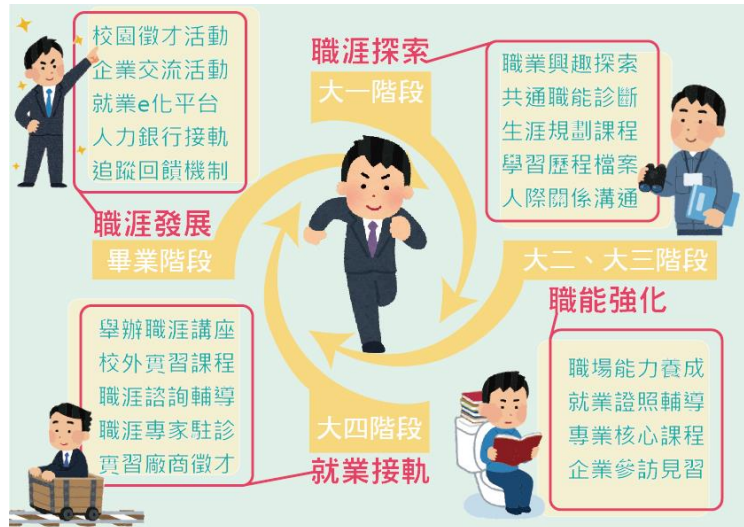 職涯探索
大一階段
職業興趣探索
共通職能診斷
生涯規劃課程
學習歷程檔案
人際關係溝通
大二、大三階段
職能強化
職場能力養成
就業證照輔導
專業核心課程
企業參訪見習
大四階段
就業接軌
舉辦職涯講座
校外實習課程
職涯諮詢輔導
職涯專家駐診
實習廠商徵才
校園徵才活動
企業交流活動
就業e化平台
人力銀行接軌
追蹤回饋機制
職涯發展
畢業階段